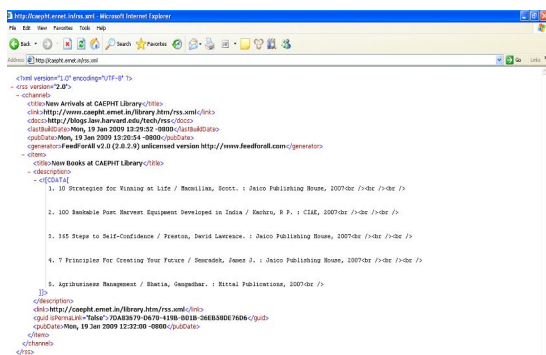 http://caepht.ernet.in/rss.xml - Microsoft Internet Explorer
File Edit View Favorites Tools Help
Back Search Favorites
Address http://caepht.ernet.in/rss.xml Go Links
<?xml version="1.0" encoding="UTF-8" ?>
- <rss version="2.0">
- <channel>
<title>New Arrivals at CAEPHT Library</title>
<link>http://www.caepht.ernet.in/library.htm/rss.xml</link>
<docs>http://blogs.law.harvard.edu/tech/rss</docs>
<lastBuildDate>Mon, 19 Jan 2009 13:29:52 -0800</lastBuildDate>
<pubDate>Mon, 19 Jan 2009 13:20:54 -0800</pubDate>
<generator>FeedForAll v2.0 (2.0.2.9) unlicensed version http://www.feedforall.com</generator>
- <item>
<title>New Books at CAEPHT Library</title>
- <description>
- <![CDATA[
1. 10 Strategies for Winning at Life / Macmillan, Scott. : Jaico Publishing House, 2007<br /><br /><br />
2. 100 Bankable Post Harvest Equipment Developed in India / Kachru, R P. : CIAE, 2007<br /><br /><br />
3. 365 Steps to Self-Confidence / Preston, David Lawrence. : Jaico Publishing House, 2007<br /><br /><br />
4. 7 Principles For Creating Your Future / Semradek, James J. : Jaico Publishing House, 2007<br /><br /><br />
5. Agribusiness Management / Bhatia, Gangadhar. : Mittal Publications, 2007<br />
]]>
</description>
<link>http://caepht.ernet.in/library.htm/rss.xml</link>
<guid isPermaLink="false">7DA83679-D670-419B-B01B-36EB58DE76D6</guid>
<pubDate>Mon, 19 Jan 2009 12:32:00 -0800</pubDate>
</item>
</channel>
</rss>